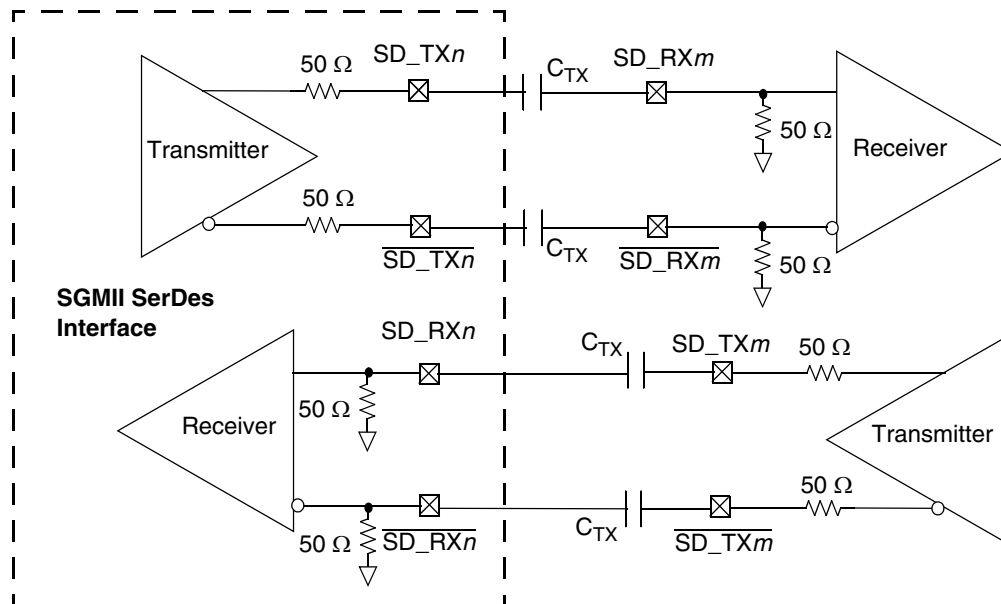 50 Ω
SD_TXn
C_TX
SD_RXm
50 Ω
Transmitter
Receiver
50 Ω
SD_TXn
C_TX
SD_RXm
50 Ω
SGMII SerDes
Interface
SD_RXn
C_TX
SD_TXm
50 Ω
50 Ω
Receiver
Transmitter
50 Ω
50 Ω
SD_RXn
C_TX
SD_TXm